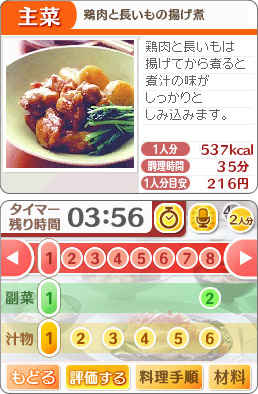 主菜 鶏肉と長いもの揚げ煮
鶏肉と長いもは
揚げてから煮ると
煮汁の味が
しっかりと
しみ込みます。
1人分 537kcal
調理時間 35分
1人分目安 216円
タイマー
残り時間 03:56 2人分
1 1 2 3 4 5 6 7 8
副菜 1 2
汁物 1 2 3 4 5 6
もどる 評価する 料理手順 材料